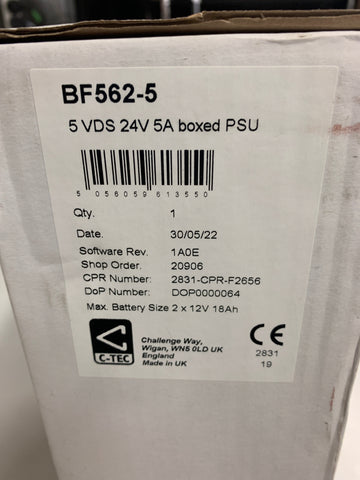 BF562-5
5 VDS 24V 5A boxed PSU
5 056059 613550
Qty. 1
Date. 30/05/22
Software Rev. 1A0E
Shop Order. 20906
CPR Number: 2831-CPR-F2656
DoP Number: DOP0000064
Max. Battery Size 2 x 12V 18Ah
C-TEC
Challenge Way,
Wigan, WN5 0LD UK
England
Made in UK
CE
2831
19